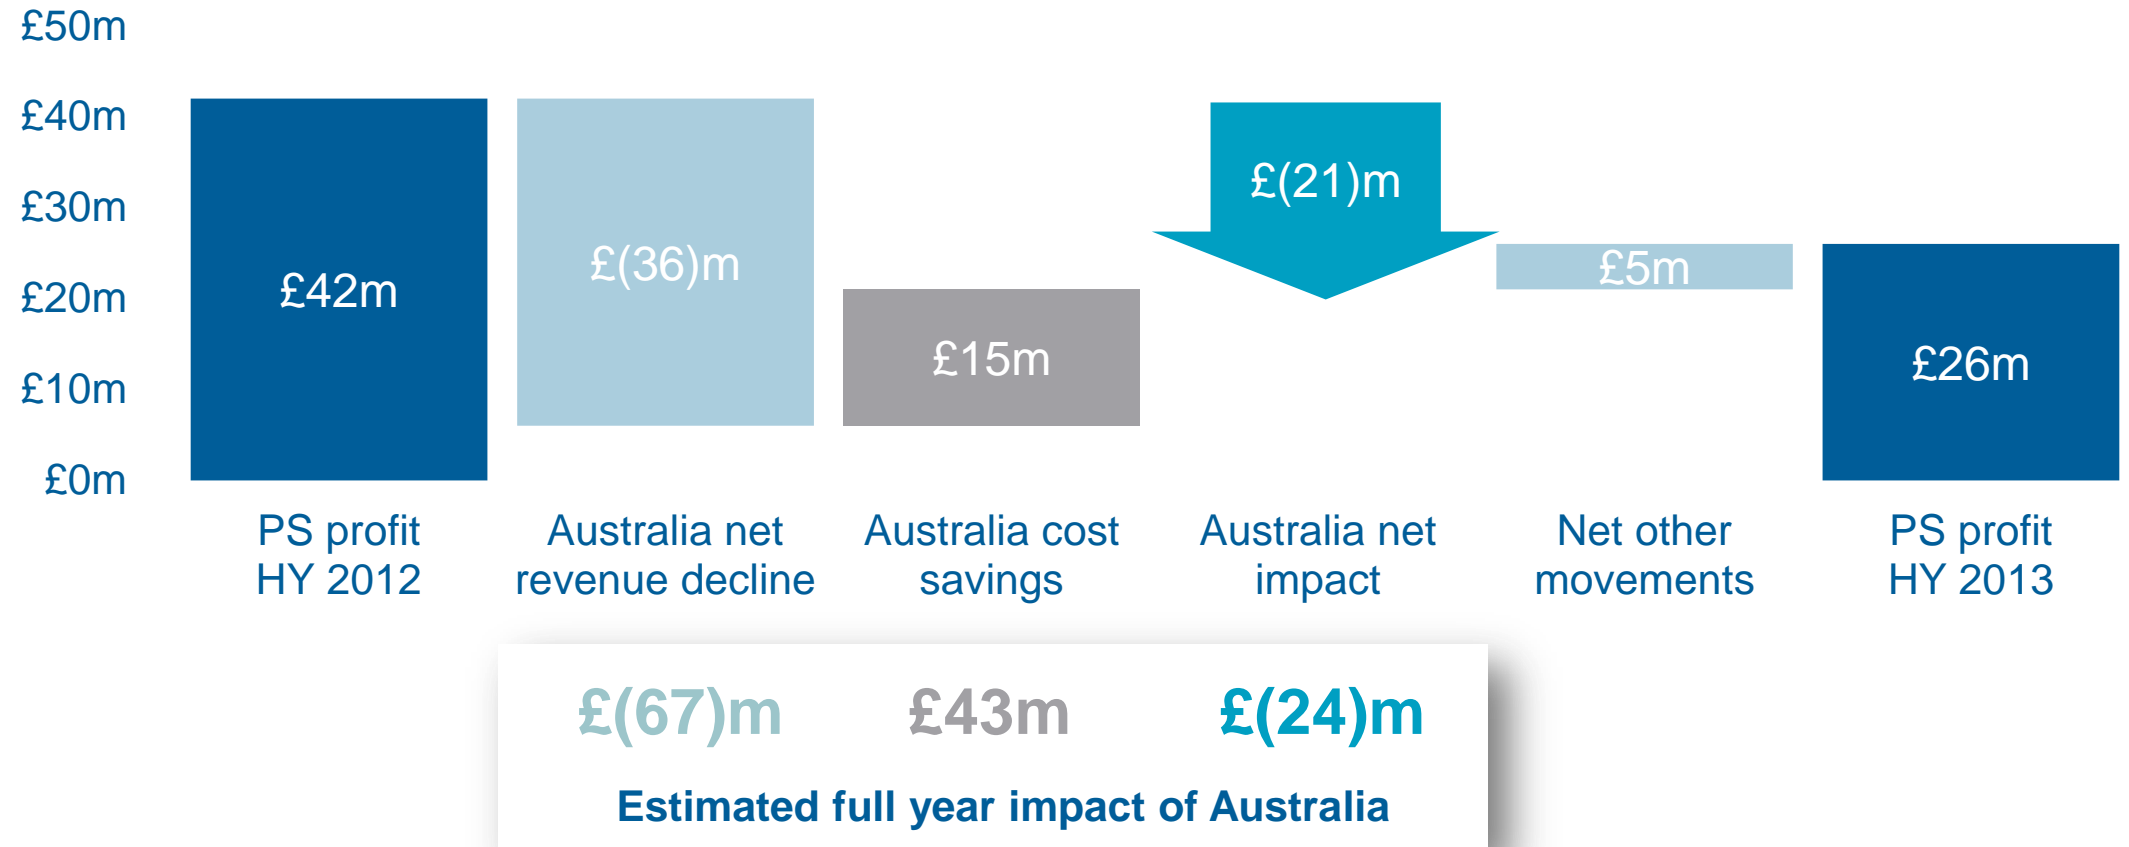 £50m
£40m
£30m
£20m
£10m
£0m
£42m
£(36)m
£15m
£(21)m
£5m
£26m
PS profit
HY 2012
Australia net
revenue decline
Australia cost
savings
Australia net
impact
Net other
movements
PS profit
HY 2013
£(67)m
£43m
£(24)m
Estimated full year impact of Australia